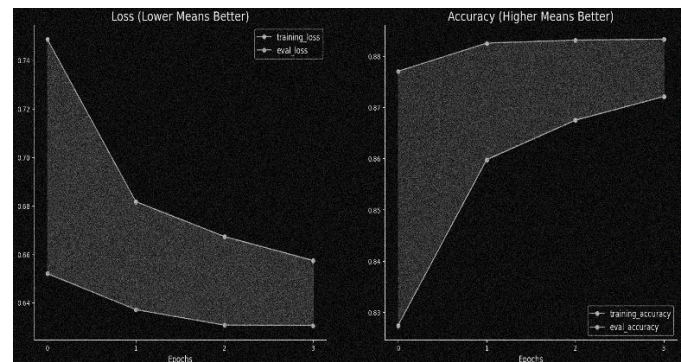 Loss (Lower Means Better)
training_loss
eval_loss
0.74
0.72
0.70
0.68
0.66
0.64
0
1
2
3
Epochs
Accuracy (Higher Means Better)
0.88
0.87
0.86
0.85
0.84
0.83
training_accuracy
eval_accuracy
0
1
2
3
Epochs